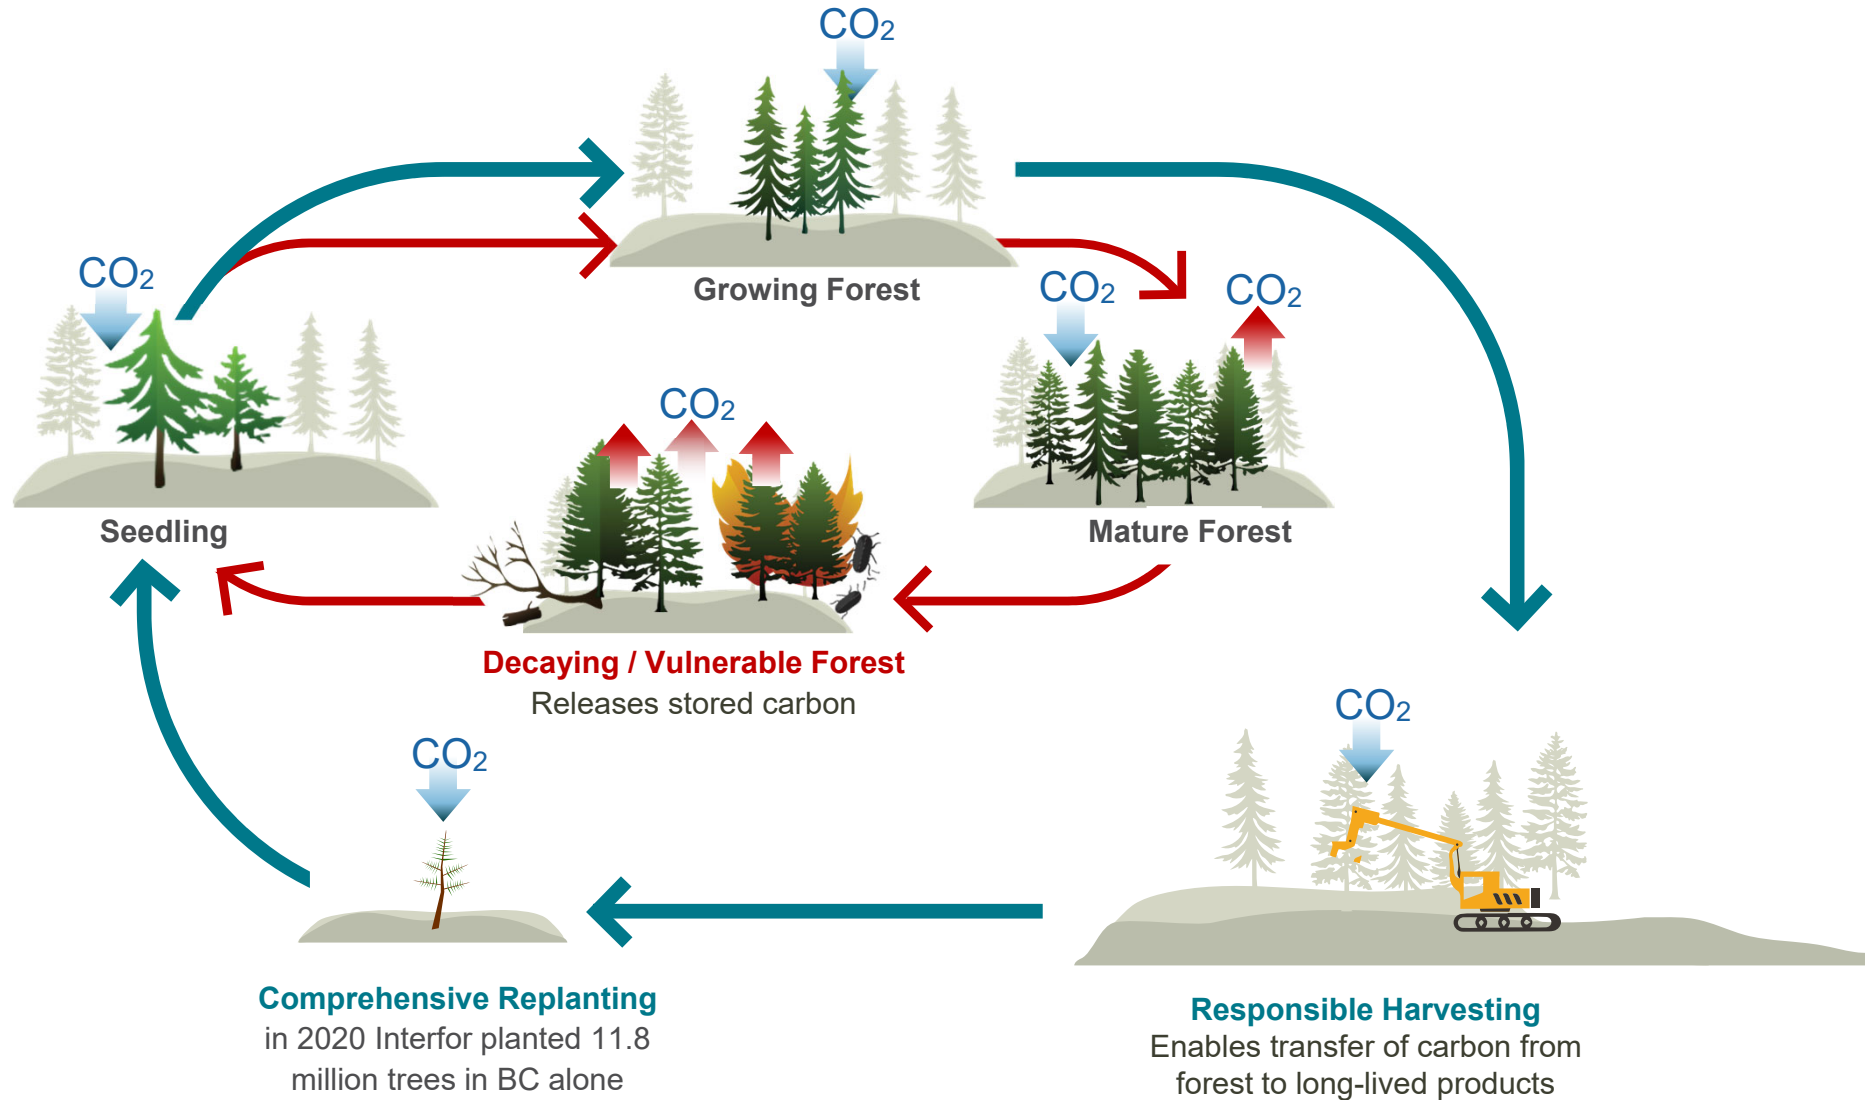 CO2
Growing Forest
CO2
Seedling
CO2
CO2
Mature Forest
CO2
Decaying / Vulnerable Forest
Releases stored carbon
CO2
Comprehensive Replanting
in 2020 Interfor planted 11.8
million trees in BC alone
CO2
Responsible Harvesting
Enables transfer of carbon from
forest to long-lived products